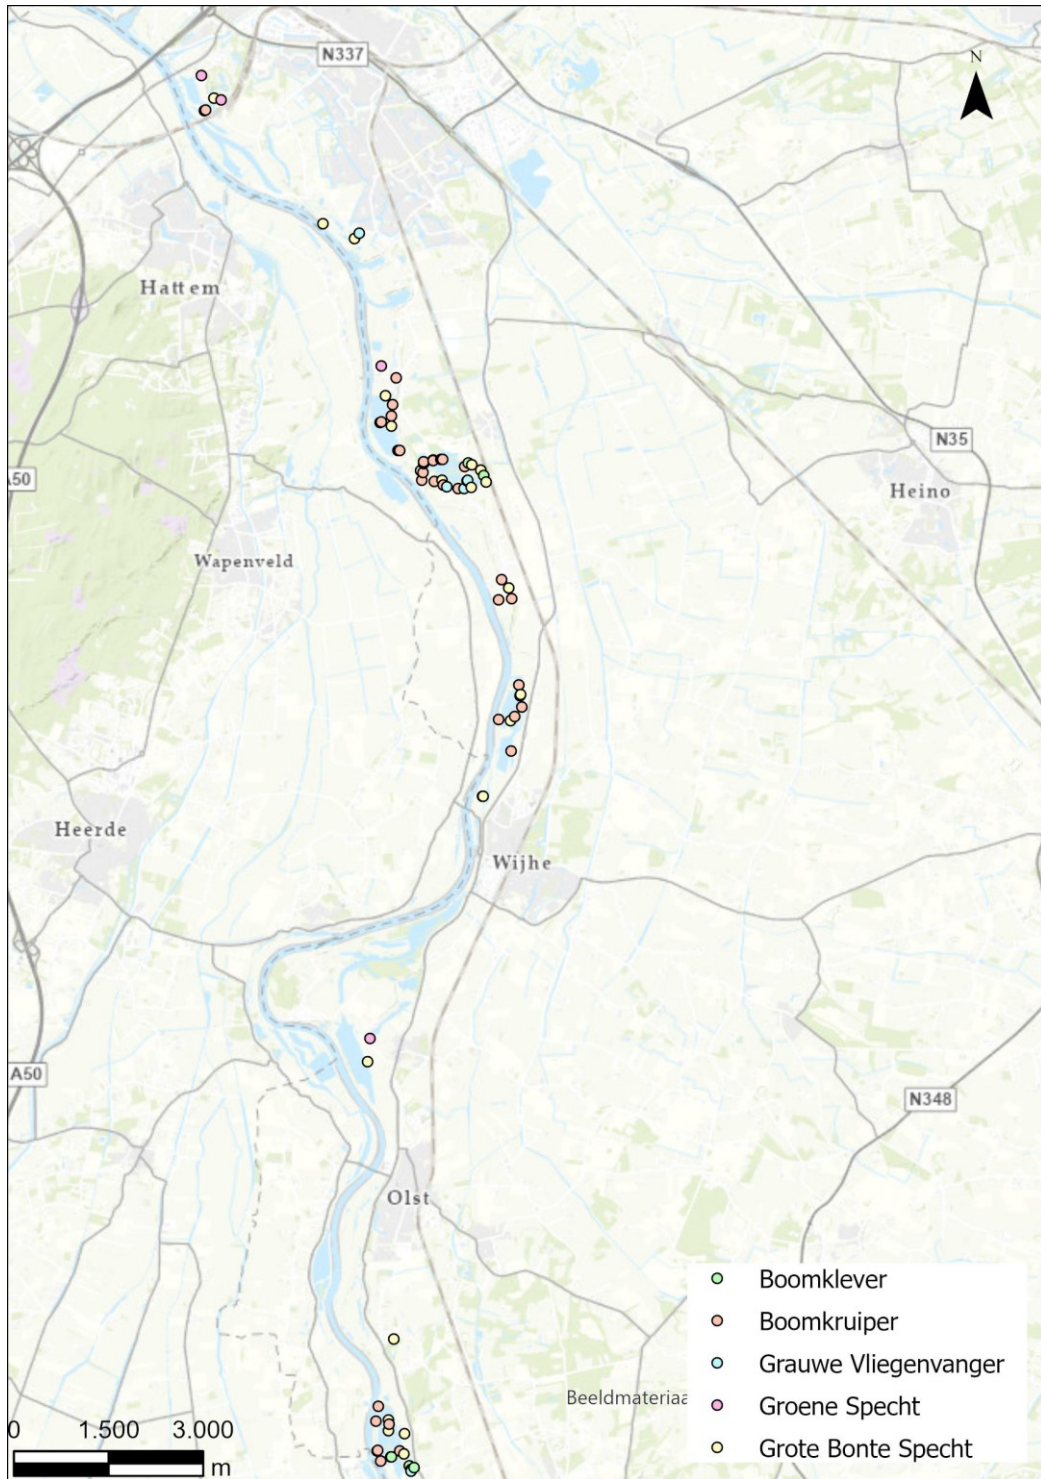 N337
N
Hattem
N35
A50
Heino
Wapenveld
Heerde
Wijhe
A50
N348
Olst
Boomklever
Boomkruiper
Grauwe Vliegenvanger
Groene Specht
Grote Bonte Specht
Beeldmateriaa
0 1.500 3.000
m